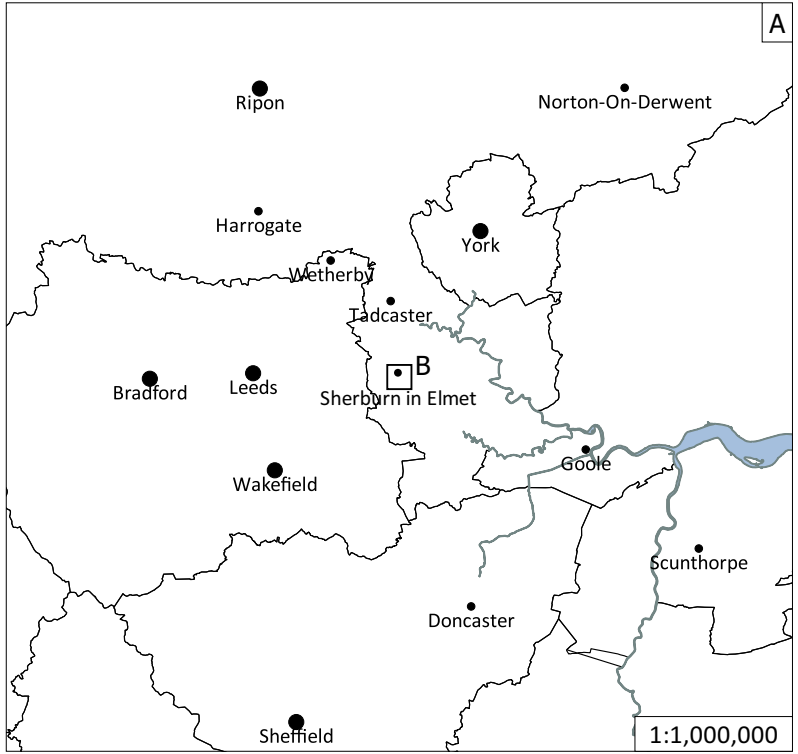 A
Ripon
Norton-On-Derwent
Harrogate
York
Wetherby
Tadcaster
B
Bradford
Leeds
Sherburn in Elmet
Goole
Wakefield
Scunthorpe
Doncaster
Sheffield
1:1,000,000